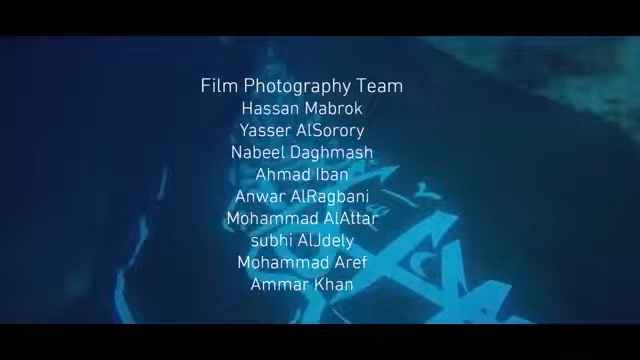 Film Photography Team
Hassan Mabrok
Yasser AlSorory
Nabeel Daghmash
Ahmad Iban
Anwar AlRagbani
Mohammad AlAttar
subhi AlJdely
Mohammad Aref
Ammar Khan